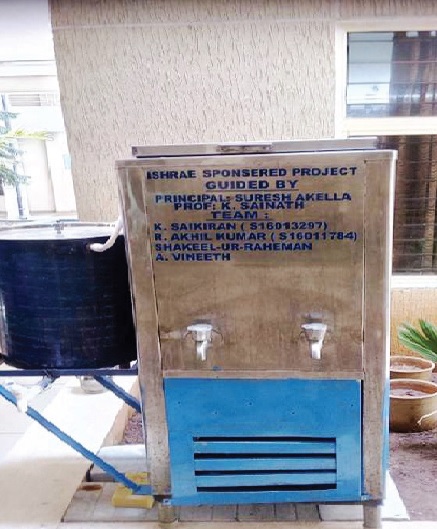 ISHRAE SPONSERED PROJECT
GUIDED BY
PRINCIPAL: SURESH AKELLA
PROF: K. SAINATH
TEAM :
K. SAIKIRAN ( S16013297)
R. AKHIL KUMAR ( S16011784)
SHAKEEL-UR-RAHEMAN
A. VINEETH